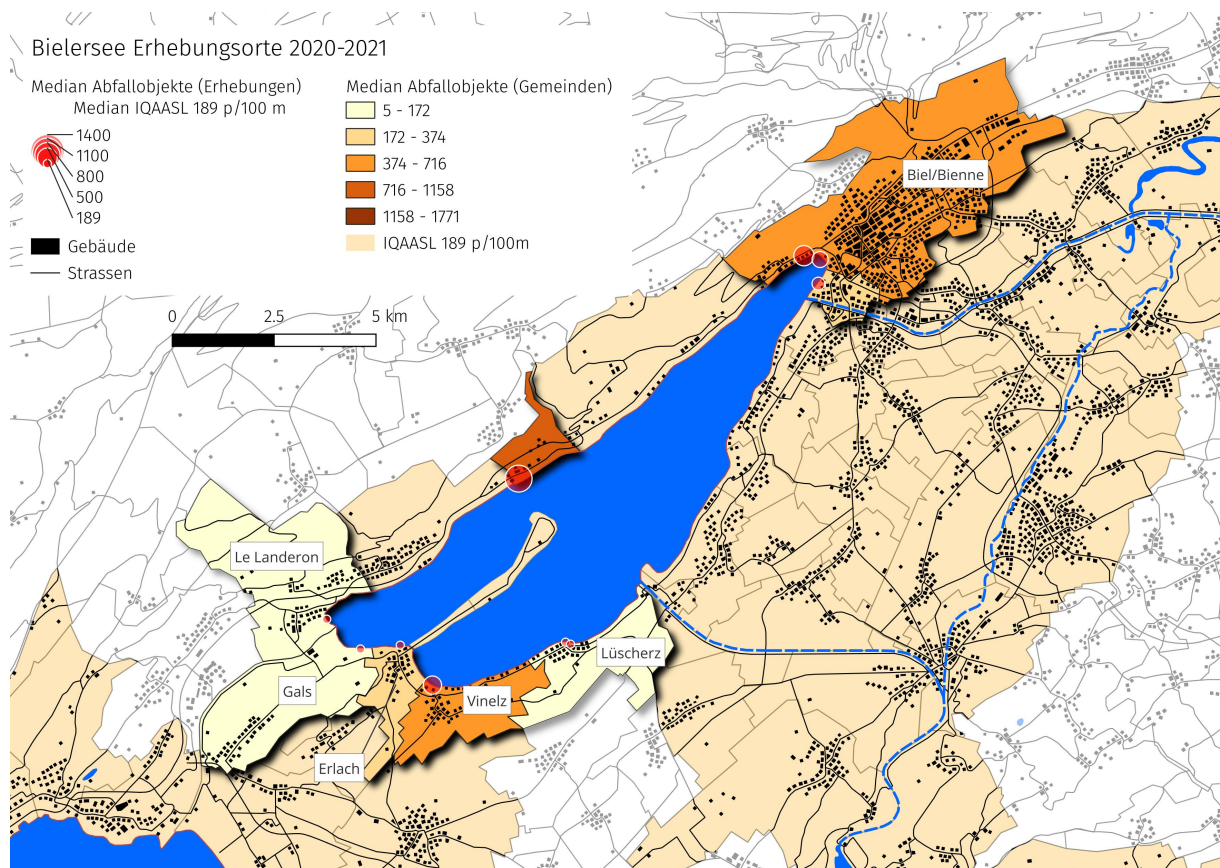 Bielersee Erhebungsorte 2020-2021
Median Abfallobjekte (Erhebungen)
Median IQAASL 189 p/100 m
1400
1100
800
500
189
Gebäude
Strassen
Median Abfallobjekte (Gemeinden)
5 - 172
172 - 374
374 - 716
716 - 1158
1158 - 1771
IQAASL 189 p/100m
0 2.5 5 km
Biel/Bienne
Le Landeron
Lüscherz
Gals
Vinelz
Erlach